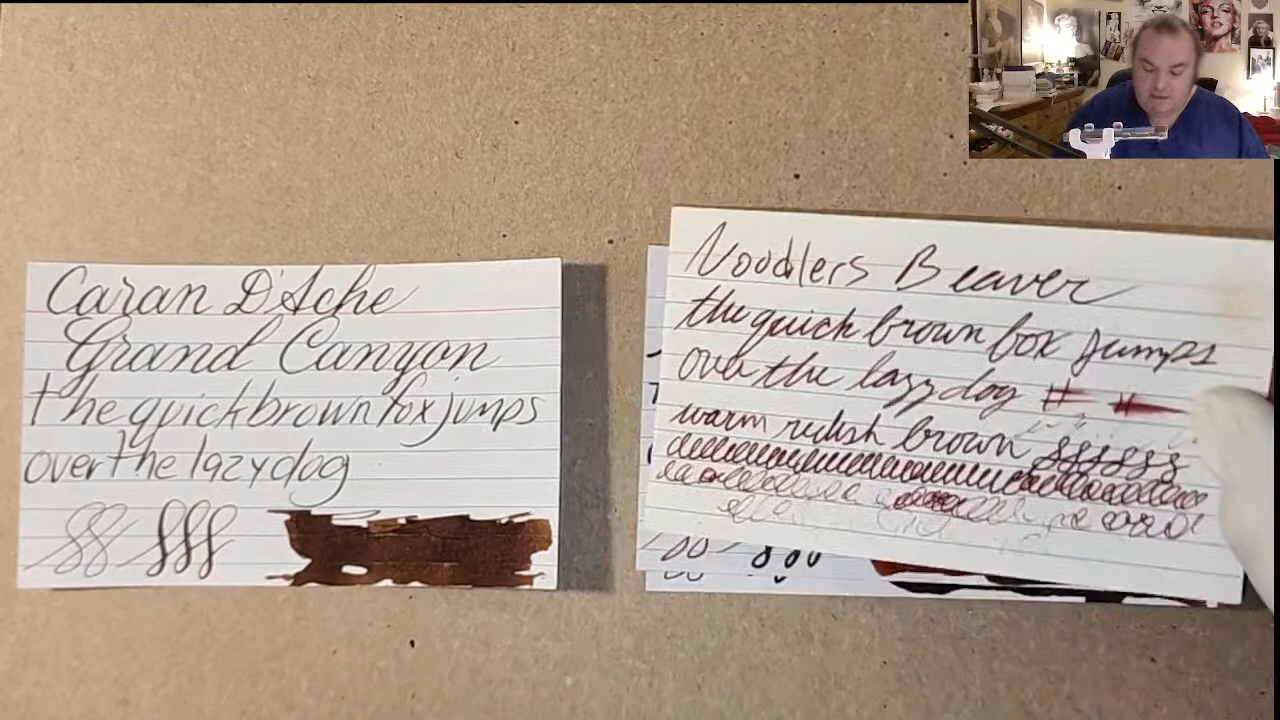 Caran D'Ache
Grand Canyon
the quick brown fox jumps
over the lazy dog
Noodlers Beaver
the quick brown fox jumps
over the lazy dog
warm redish brown